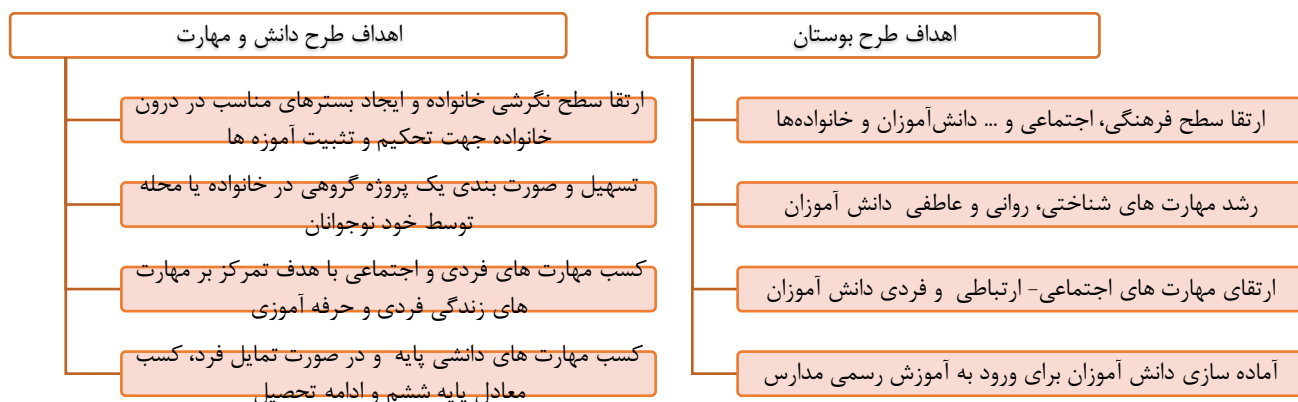 اهداف طرح بوستان
ارتقا سطح فرهنگی، اجتماعی و ... دانش‌آموزان و خانواده‌ها
رشد مهارت های شناختی، روانی و عاطفی دانش آموزان
ارتقای مهارت های اجتماعی- ارتباطی و فردی دانش آموزان
آماده سازی دانش آموزان برای ورود به آموزش رسمی مدارس
اهداف طرح دانش و مهارت
ارتقا سطح نگرشی خانواده و ایجاد بسترهای مناسب در درون
خانواده جهت تحکیم و تثبیت آموزه ها
تسهیل و صورت بندی یک پروژه گروهی در خانواده یا محله
توسط خود نوجوانان
کسب مهارت های فردی و اجتماعی با هدف تمرکز بر مهارت
های زندگی فردی و حرفه آموزی
کسب مهارت های دانشی پایه و در صورت تمایل فرد، کسب
معادل پایه ششم و ادامه تحصیل